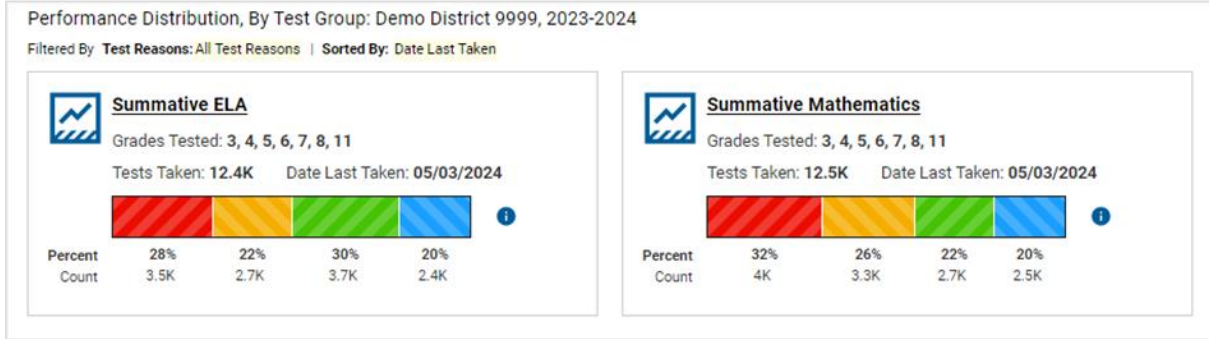 Performance Distribution, By Test Group: Demo District 9999, 2023-2024
Filtered By Test Reasons: All Test Reasons | Sorted By: Date Last Taken
Summative ELA
Grades Tested: 3, 4, 5, 6, 7, 8, 11
Tests Taken: 12.4K Date Last Taken: 05/03/2024
i
Percent 28% 22% 30% 20%
Count 3.5K 2.7K 3.7K 2.4K
Summative Mathematics
Grades Tested: 3, 4, 5, 6, 7, 8, 11
Tests Taken: 12.5K Date Last Taken: 05/03/2024
i
Percent 32% 26% 22% 20%
Count 4K 3.3K 2.7K 2.5K